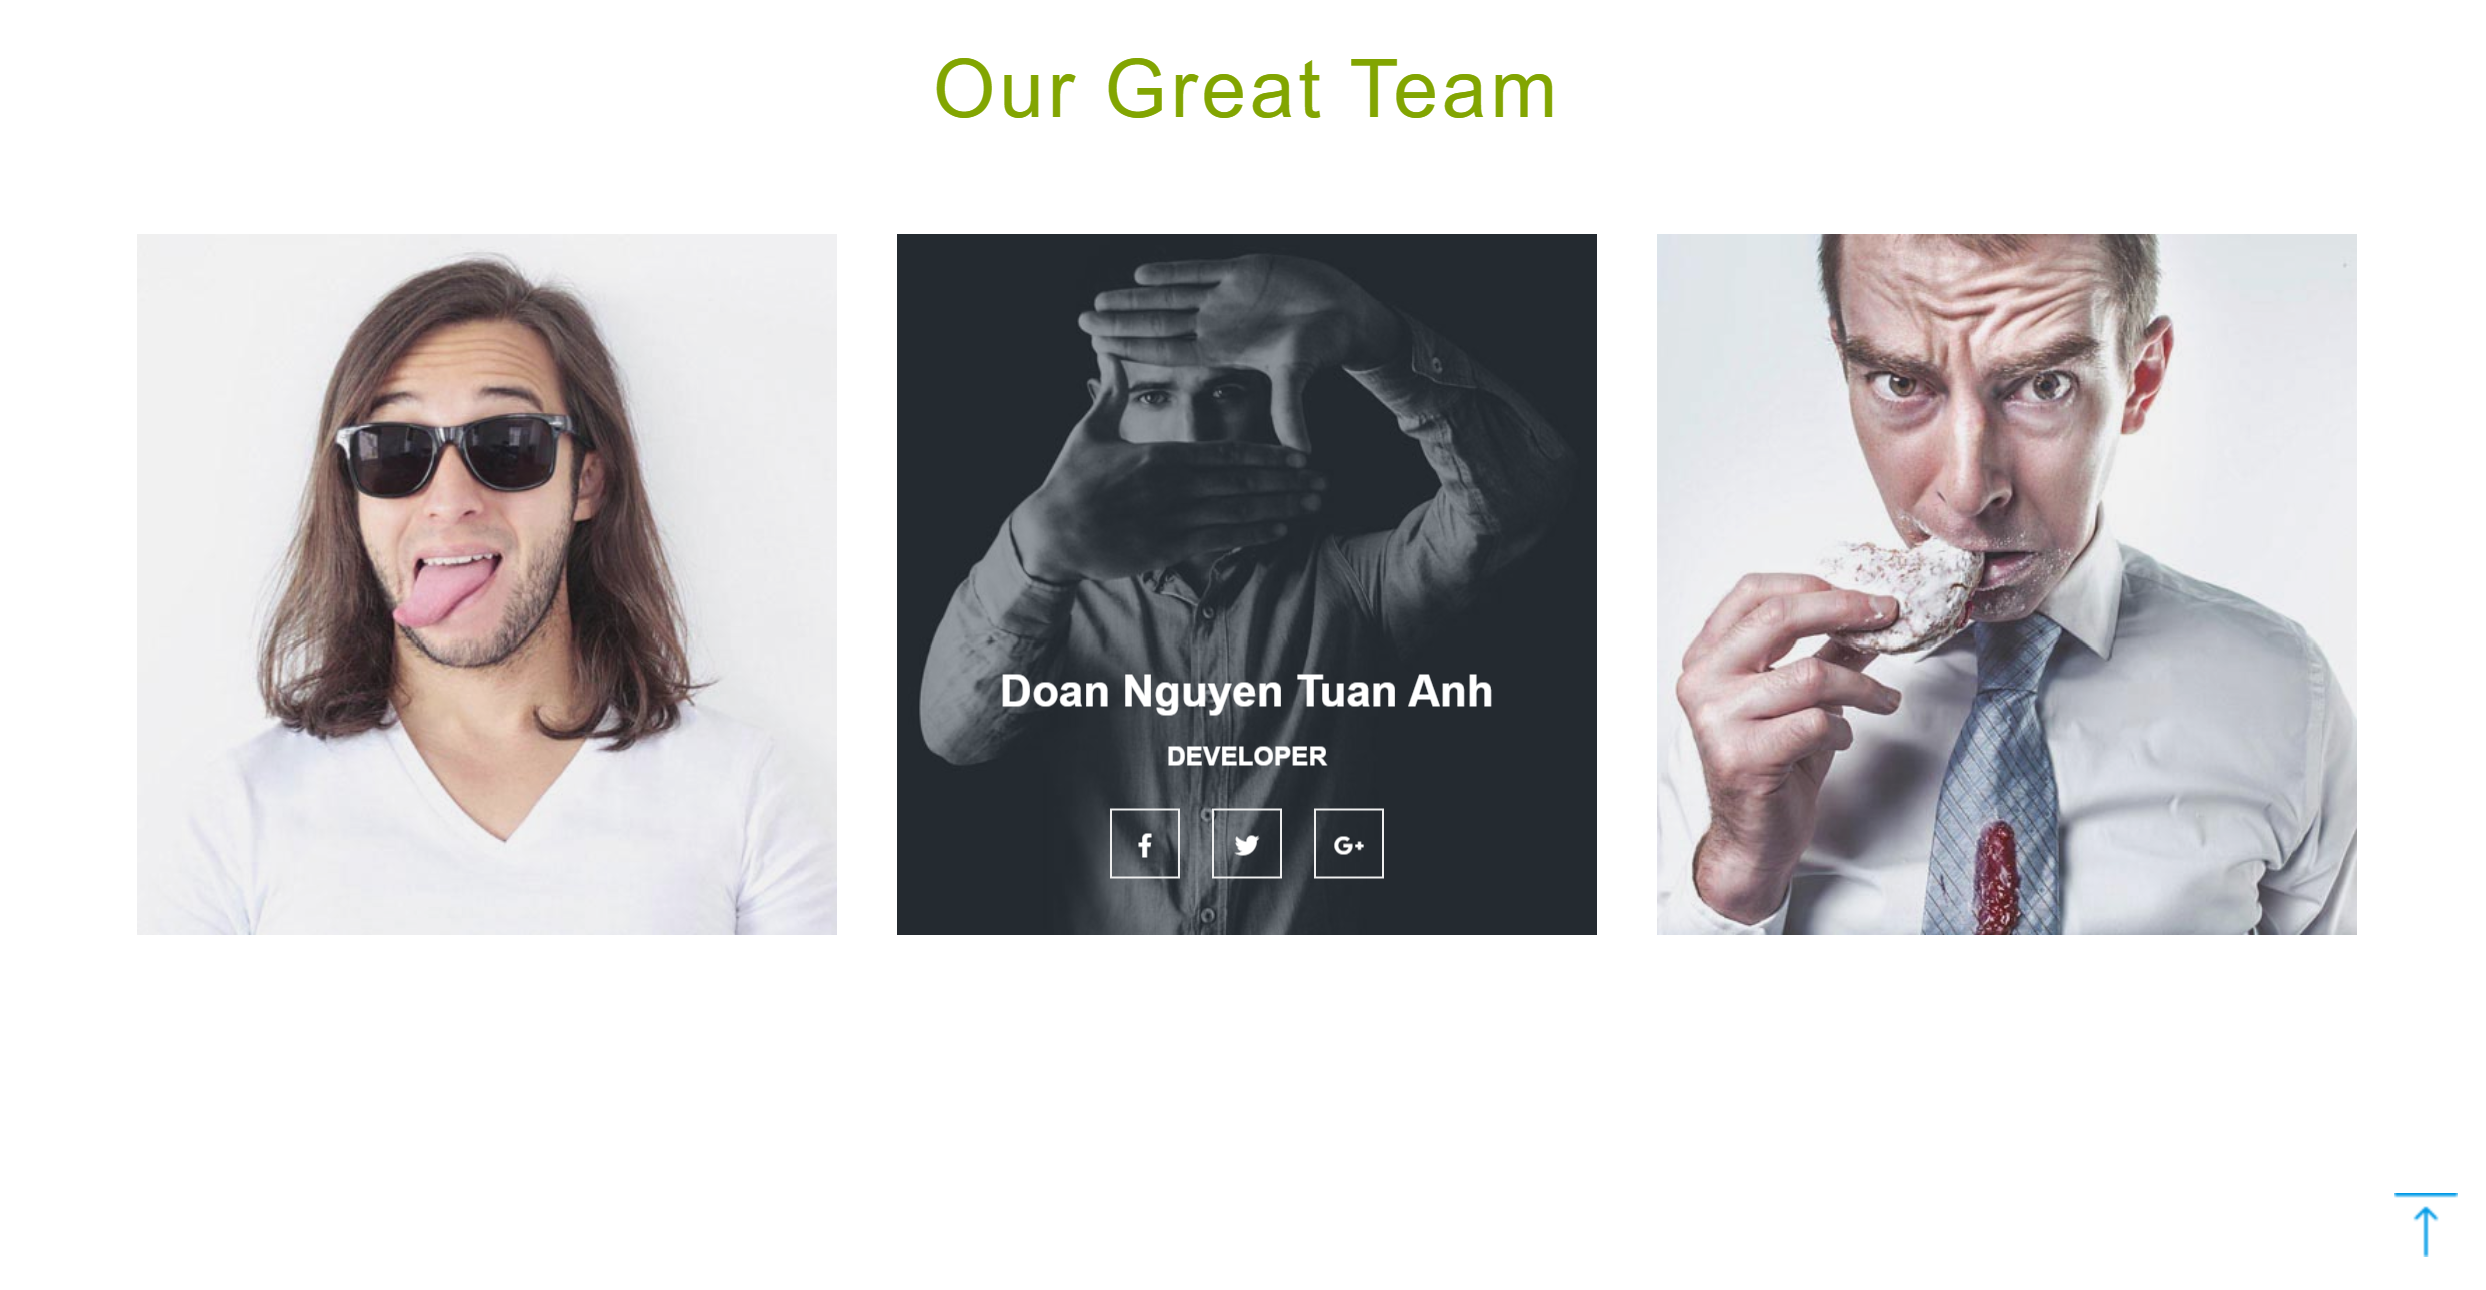 Our Great Team
Doan Nguyen Tuan Anh
DEVELOPER
G+